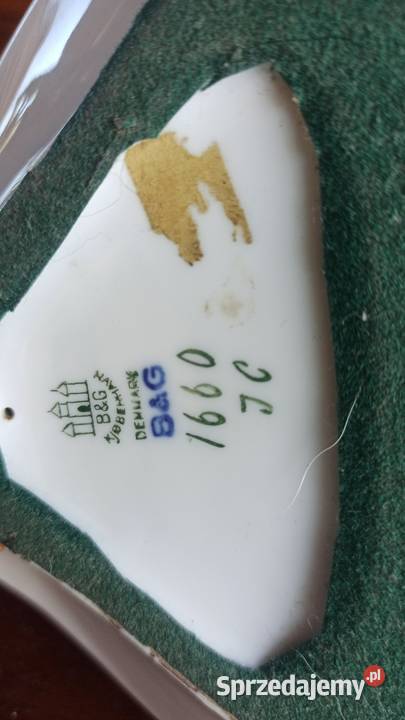 B&G
KJØBENHAVN
DENMARK
B&G
1660
JC
Sprzedajemy.pl